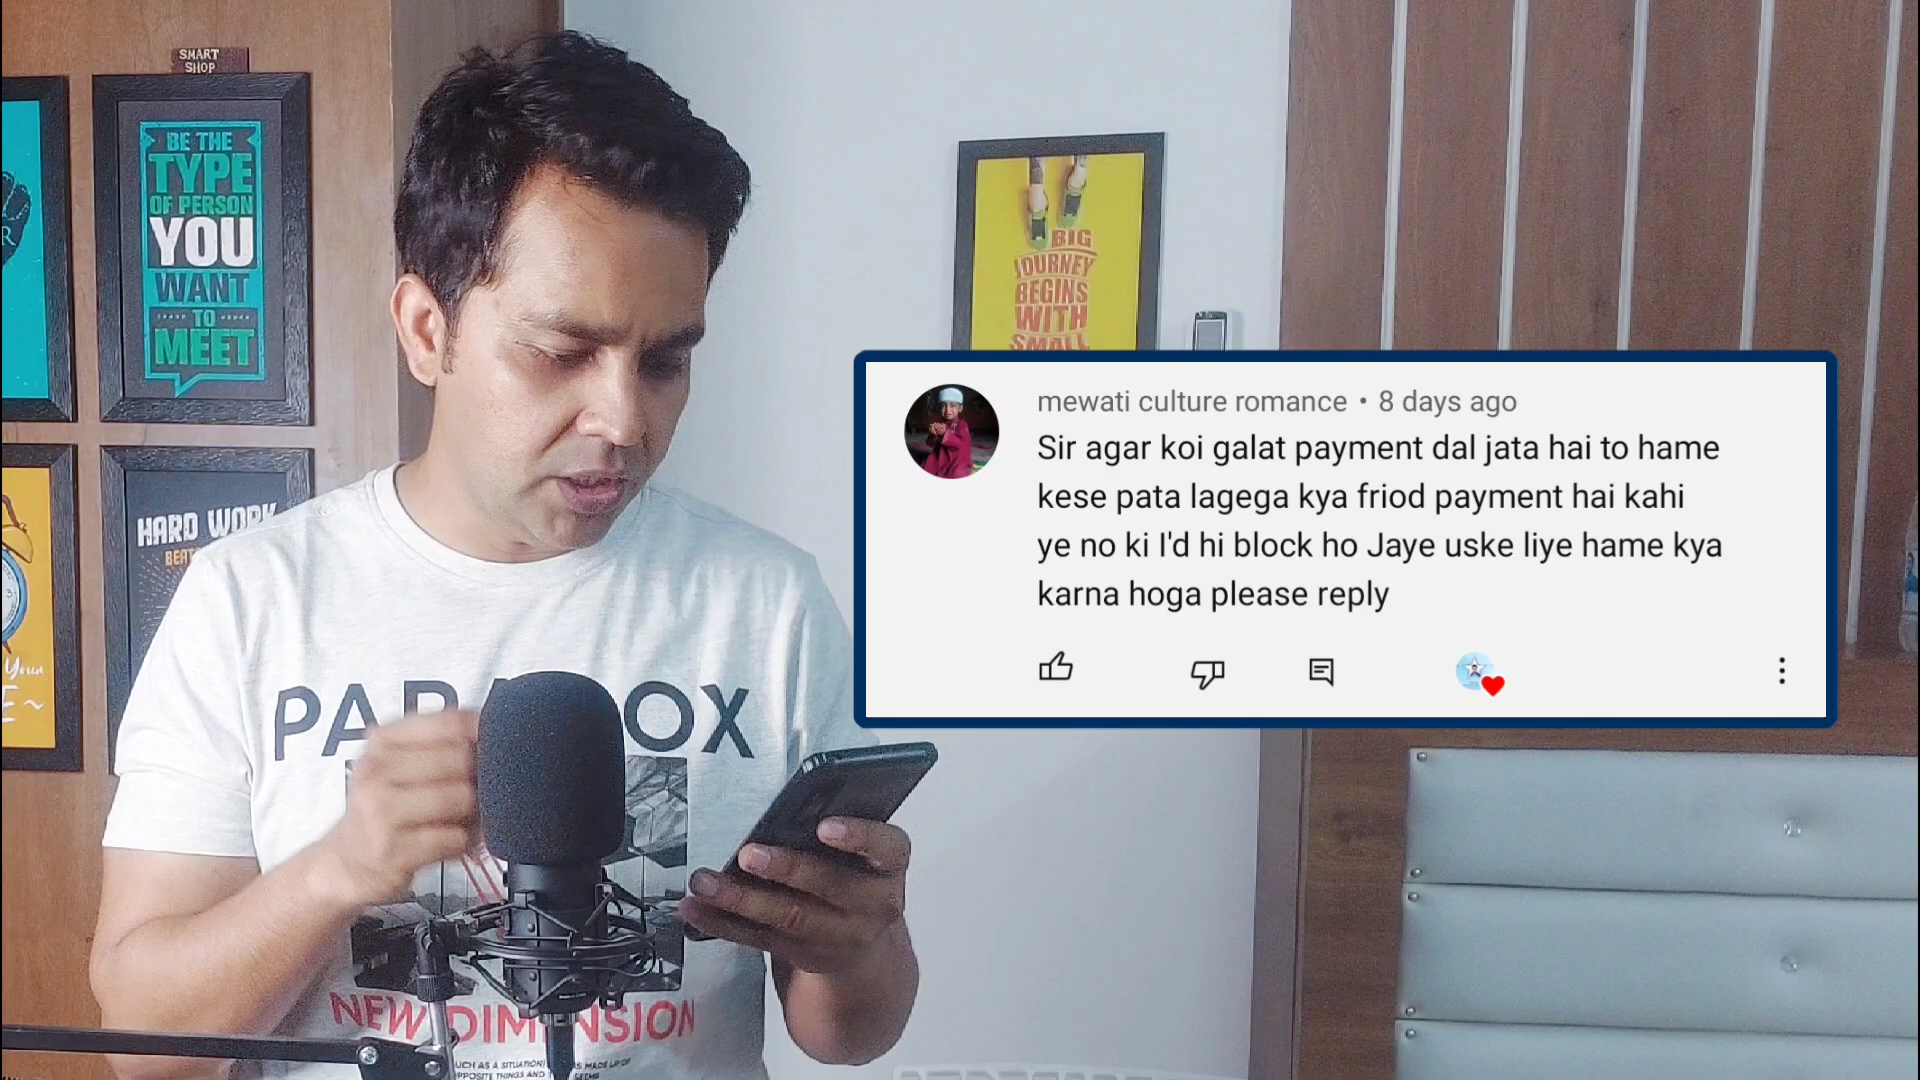 SMART
SHOP
BE THE
TYPE
OF PERSON
YOU
WANT
TO
MEET
HARD WORK
BIG
JOURNEY
BEGINS
WITH
SMALL
mewati culture romance • 8 days ago
Sir agar koi galat payment dal jata hai to hame
kese pata lagega kya friod payment hai kahi
ye no ki I'd hi block ho Jaye uske liye hame kya
karna hoga please reply
NEW DIMENSION